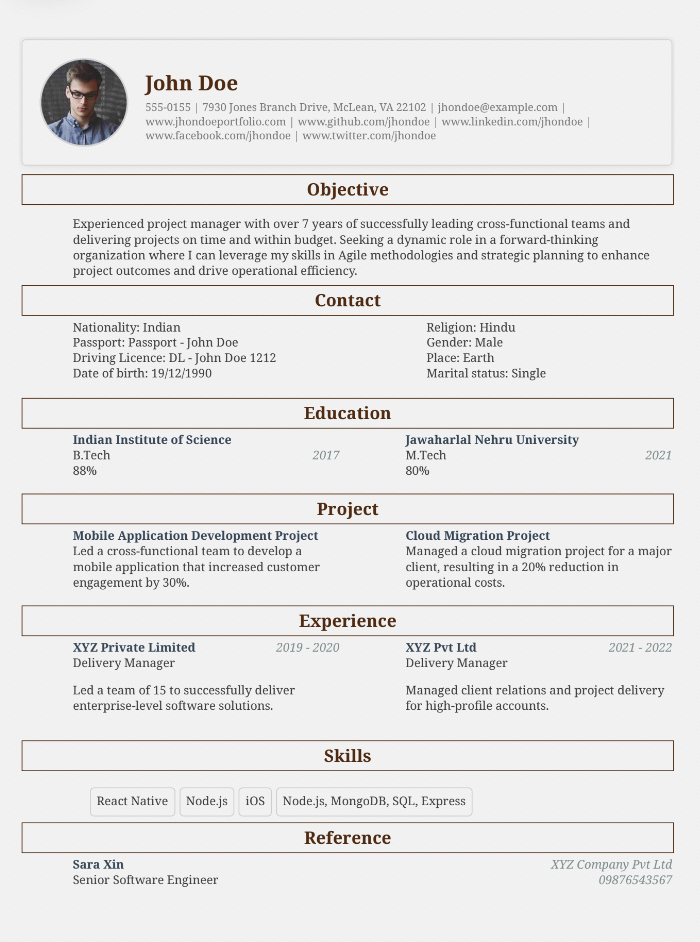 John Doe
555-0155 | 7930 Jones Branch Drive, McLean, VA 22102 | jhondoe@example.com |
www.jhondoeportfolio.com | www.github.com/jhondoe | www.linkedin.com/jhondoe |
www.facebook.com/jhondoe | www.twitter.com/jhondoe
Objective
Experienced project manager with over 7 years of successfully leading cross-functional teams and
delivering projects on time and within budget. Seeking a dynamic role in a forward-thinking
organization where I can leverage my skills in Agile methodologies and strategic planning to enhance
project outcomes and drive operational efficiency.
Contact
Nationality: Indian
Passport: Passport - John Doe
Driving Licence: DL - John Doe 1212
Date of birth: 19/12/1990
Religion: Hindu
Gender: Male
Place: Earth
Marital status: Single
Education
Indian Institute of Science
B.Tech 2017
88%
Jawaharlal Nehru University
M.Tech 2021
80%
Project
Mobile Application Development Project
Led a cross-functional team to develop a
mobile application that increased customer
engagement by 30%.
Cloud Migration Project
Managed a cloud migration project for a major
client, resulting in a 20% reduction in
operational costs.
Experience
XYZ Private Limited 2019 - 2020
Delivery Manager
Led a team of 15 to successfully deliver
enterprise-level software solutions.
XYZ Pvt Ltd 2021 - 2022
Delivery Manager
Managed client relations and project delivery
for high-profile accounts.
Skills
React Native Node.js iOS Node.js, MongoDB, SQL, Express
Reference
Sara Xin XYZ Company Pvt Ltd
Senior Software Engineer 09876543567